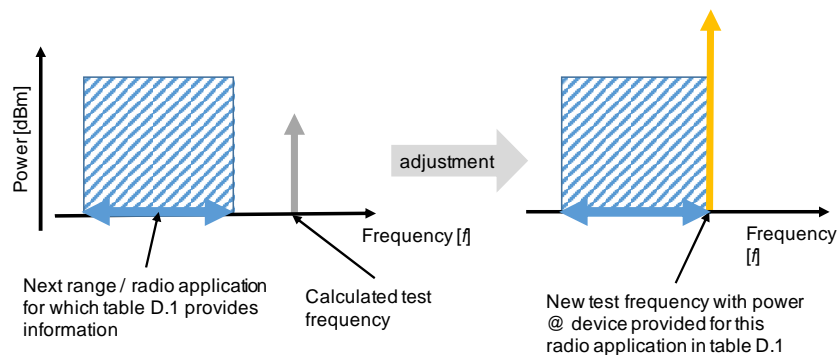 Power [dBm]
Frequency [f]
Next range / radio application
for which table D.1 provides
information
Calculated test
frequency
adjustment
Frequency
[f]
New test frequency with power
@ device provided for this
radio application in table D.1